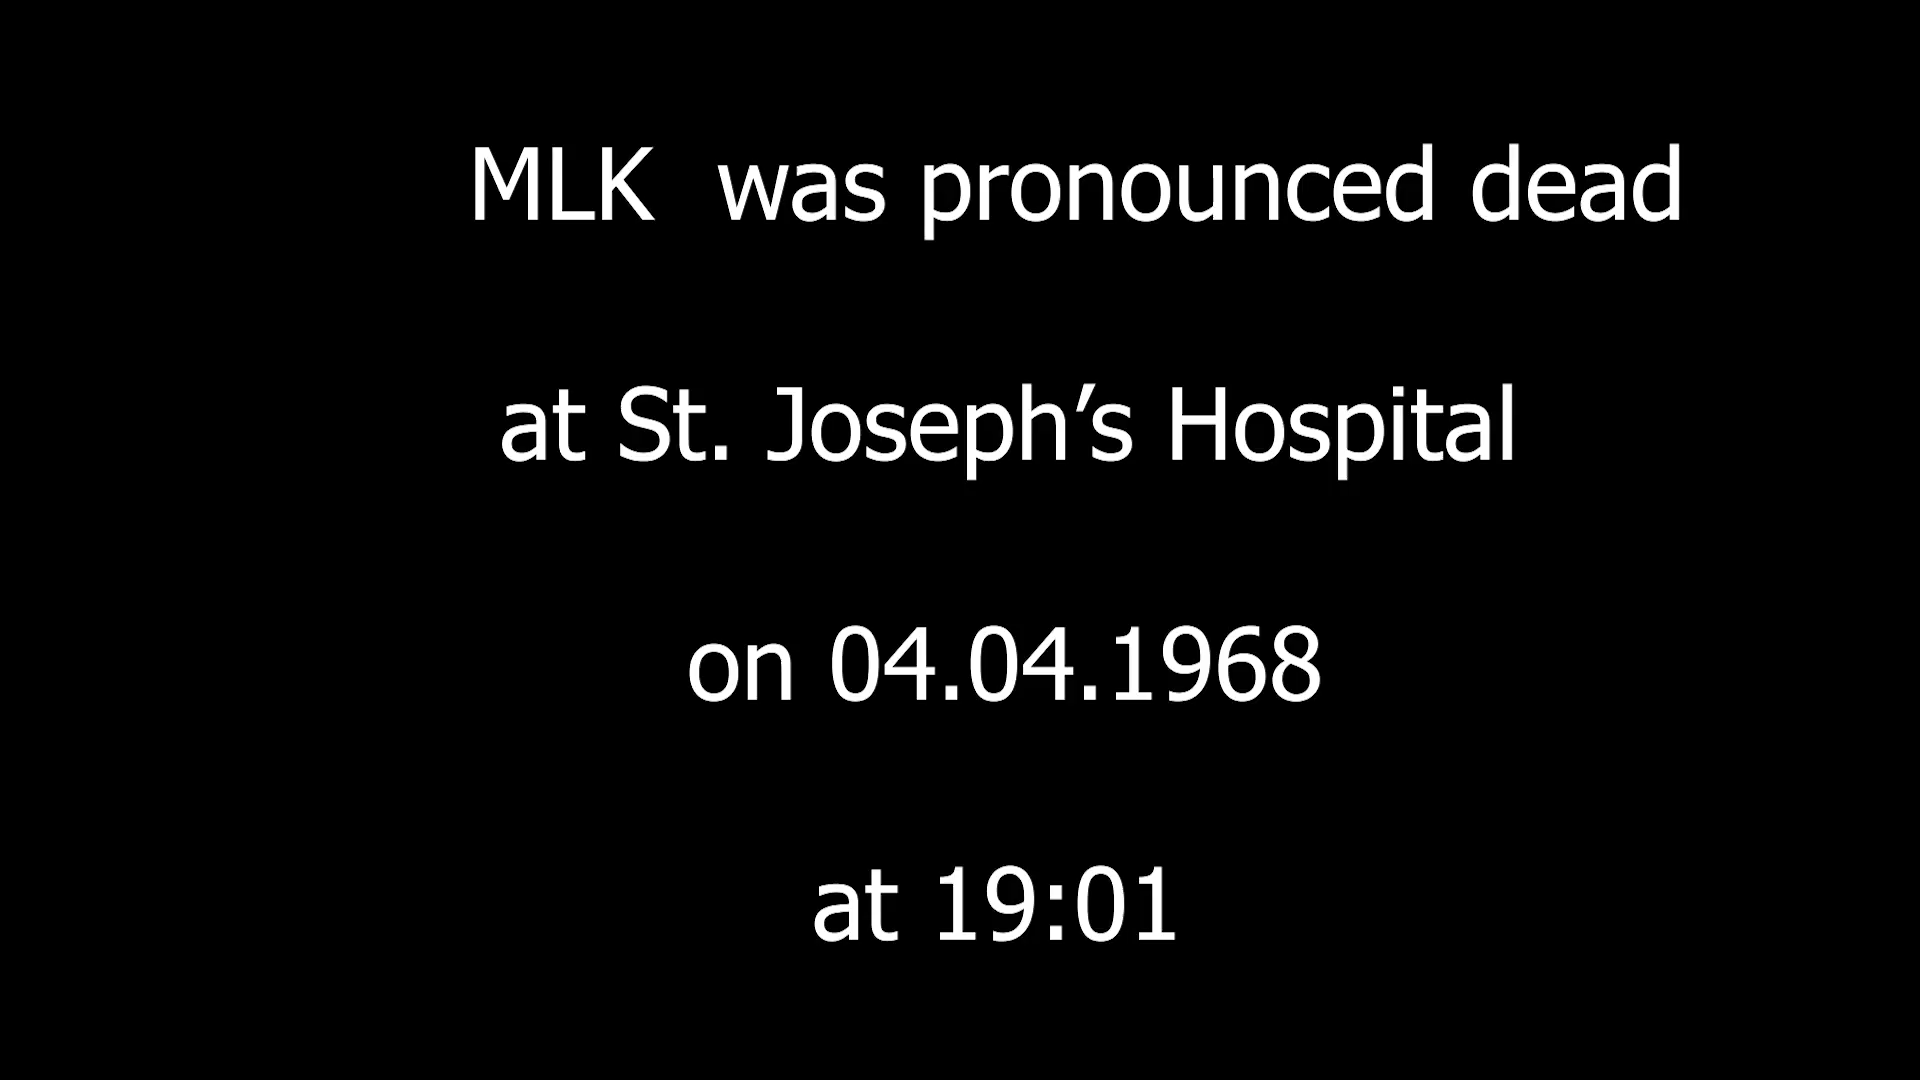 MLK  was pronounced dead
at St. Joseph’s Hospital
on 04.04.1968
at 19:01